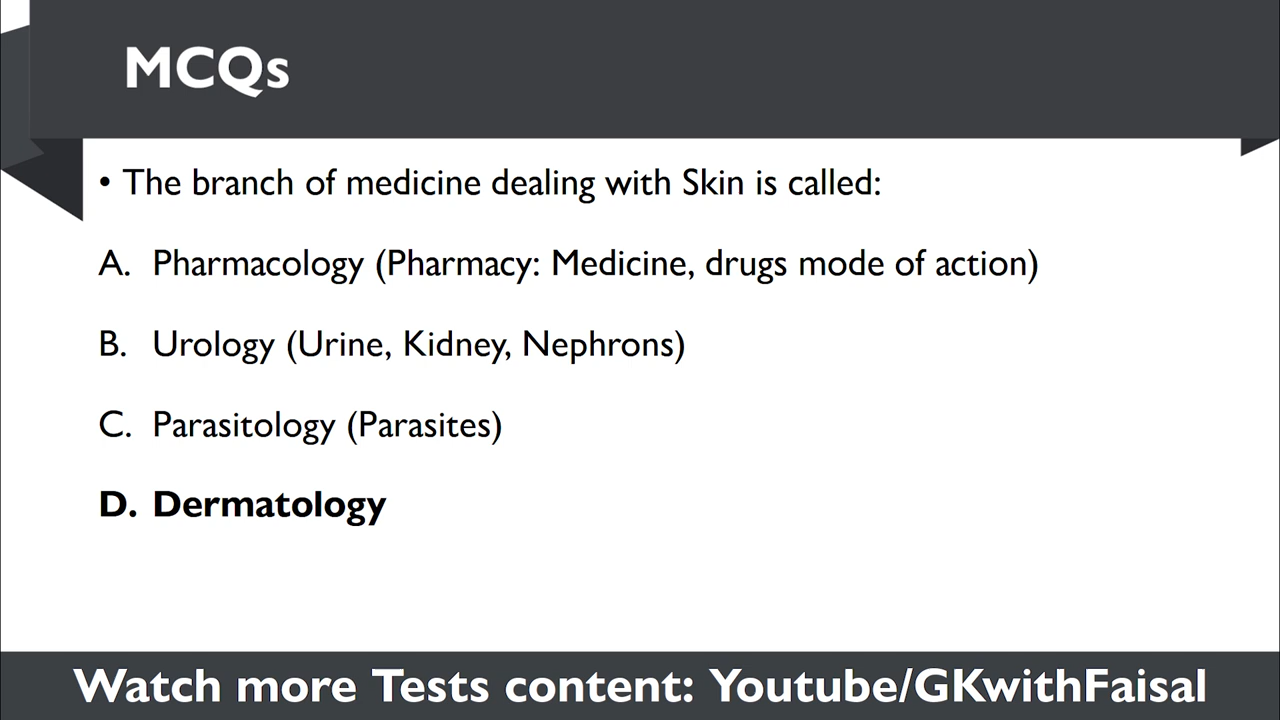 MCQs
• The branch of medicine dealing with Skin is called:
A. Pharmacology (Pharmacy: Medicine, drugs mode of action)
B. Urology (Urine, Kidney, Nephrons)
C. Parasitology (Parasites)
D. Dermatology
Watch more Tests content: Youtube/GKwithFaisal